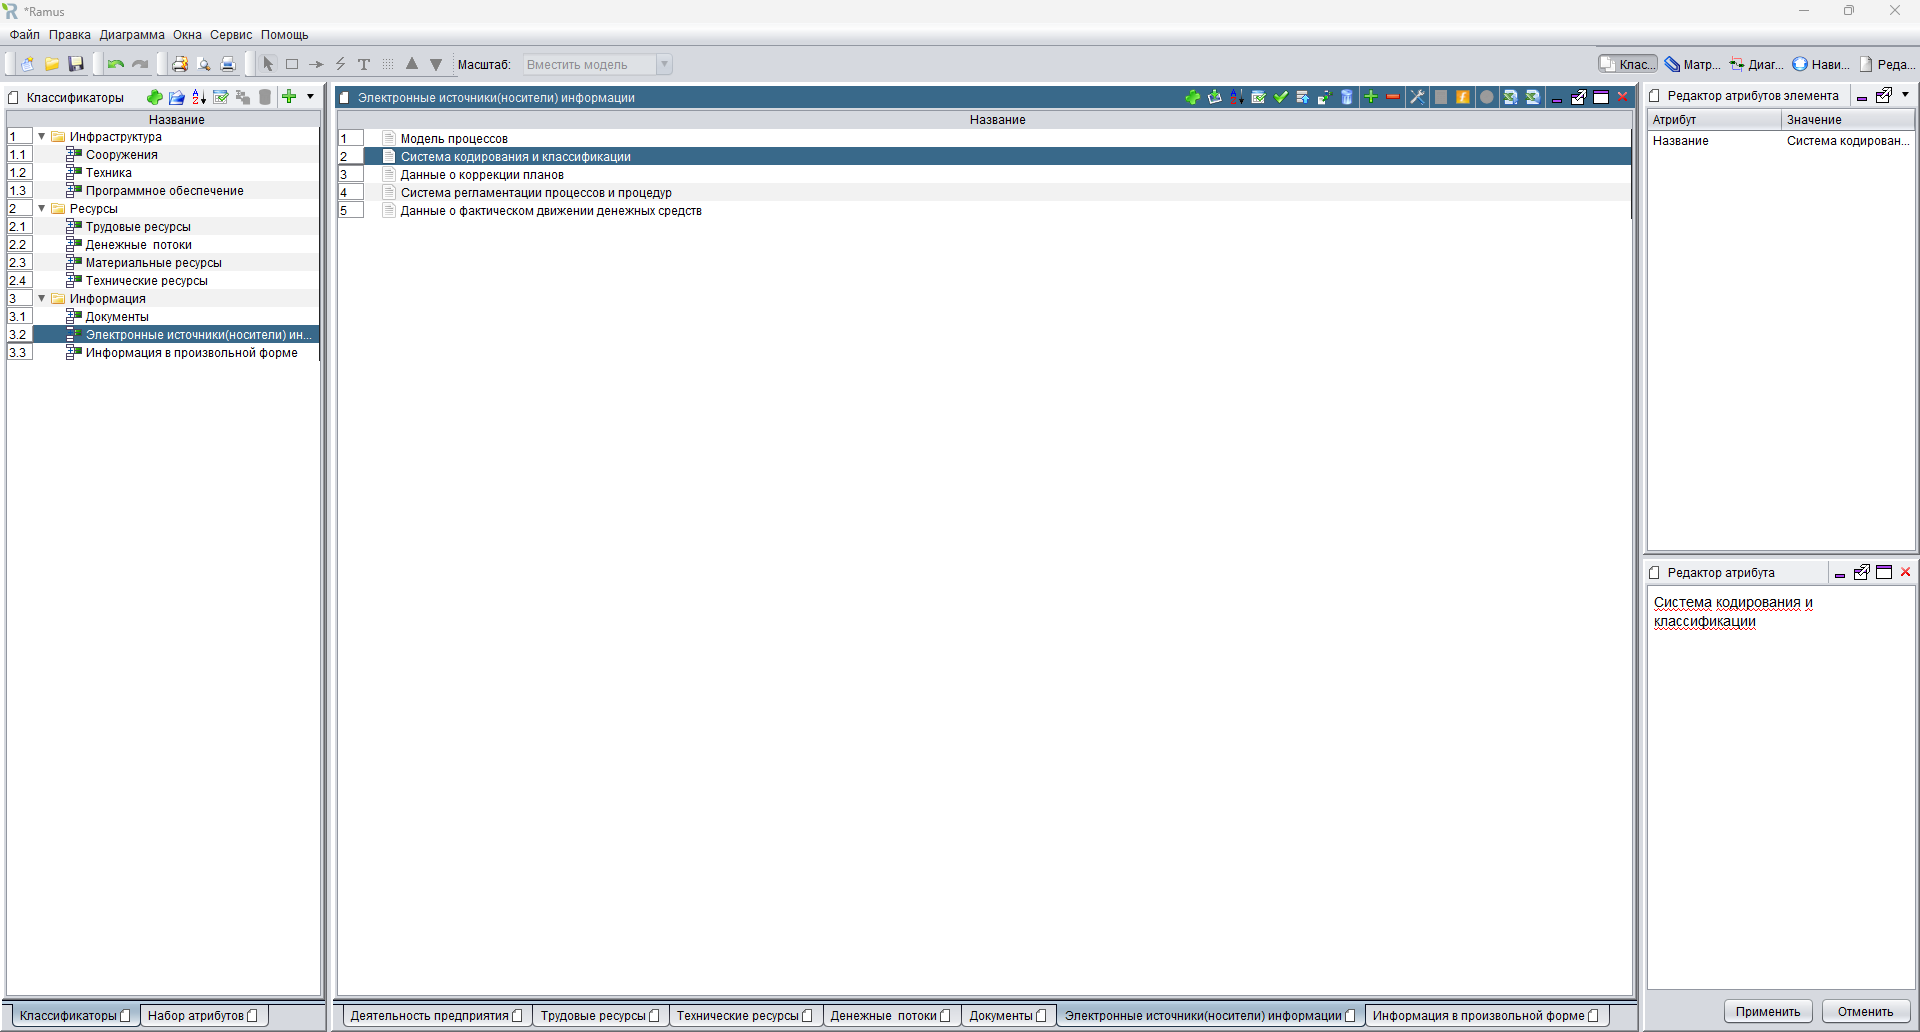 *Ramus
Файл Правка Диаграмма Окна Сервис Помощь
Масштаб: Вместить модель
Клас... Матр... Диаг... Нави... Реда...
Классификаторы
Название
1 Инфраструктура
1.1 Сооружения
1.2 Техника
1.3 Программное обеспечение
2 Ресурсы
2.1 Трудовые ресурсы
2.2 Денежные потоки
2.3 Материальные ресурсы
2.4 Технические ресурсы
3 Информация
3.1 Документы
3.2 Электронные источники(носители) ин...
3.3 Информация в произвольной форме
Классификаторы Набор атрибутов
Электронные источники(носители) информации
Название
1 Модель процессов
2 Система кодирования и классификации
3 Данные о коррекции планов
4 Система регламентации процессов и процедур
5 Данные о фактическом движении денежных средств
Деятельность предприятия Трудовые ресурсы Технические ресурсы Денежные потоки Документы Электронные источники(носители) информации Информация в произвольной форме
Редактор атрибутов элемента
Атрибут Значение
Название Система кодирован...
Редактор атрибута
Система кодирования и
классификации
Применить Отменить